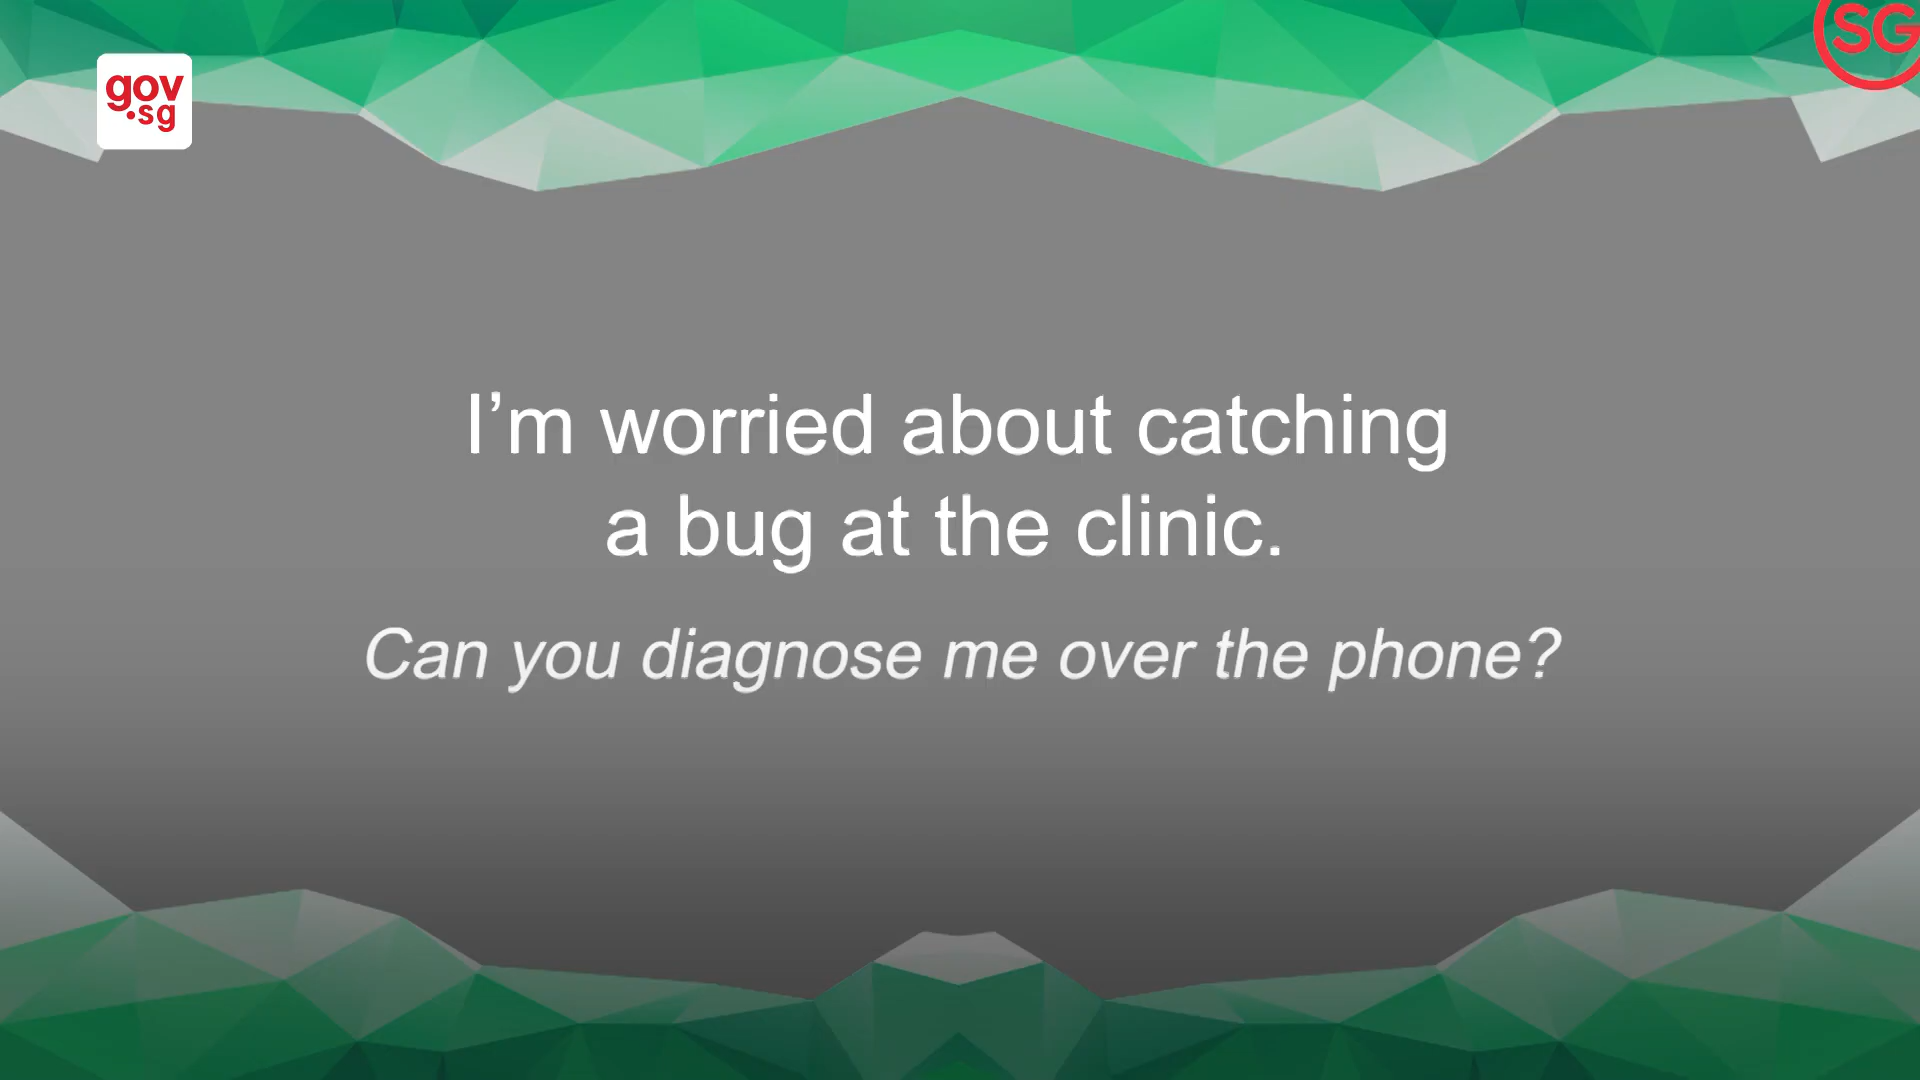 gov
.sg
SG
I’m worried about catching
a bug at the clinic.
Can you diagnose me over the phone?